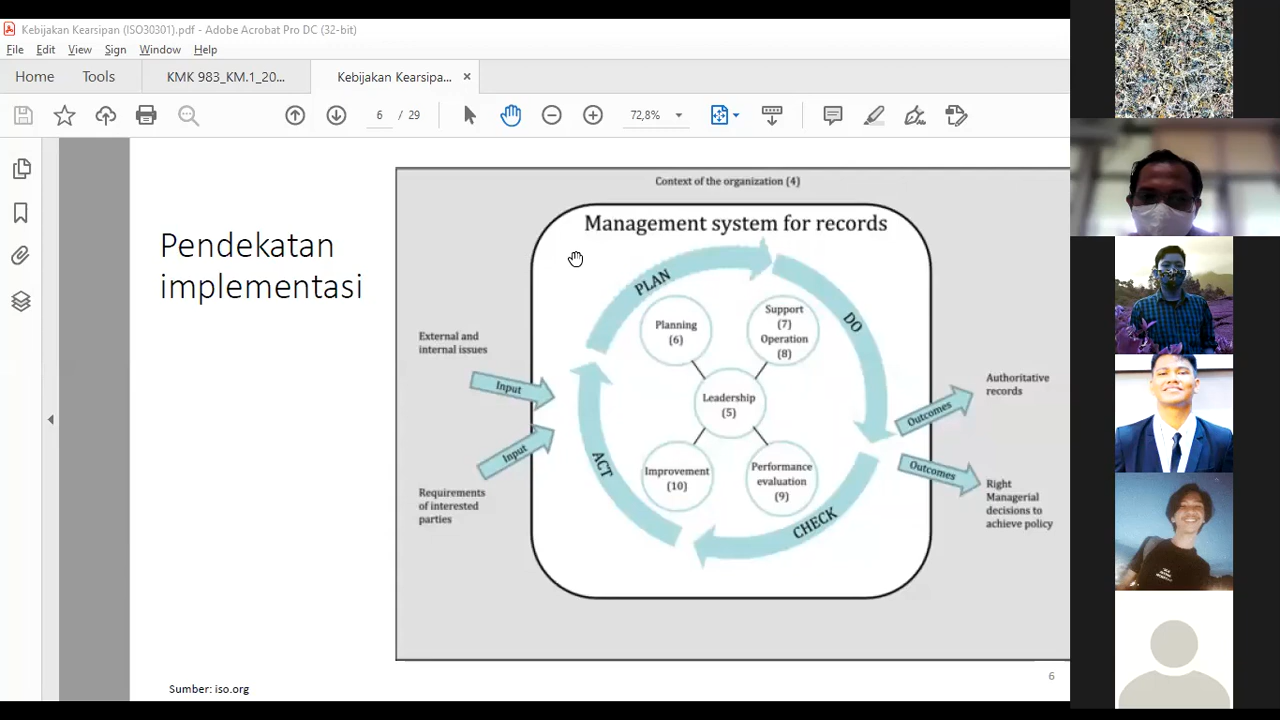 Kebijakan Kearsipan (ISO30301).pdf - Adobe Acrobat Pro DC (32-bit)
File Edit View Sign Window Help
Home Tools KMK 983_KM.1_20... Kebijakan Kearsipa... ×
6 / 29 72,8%
Pendekatan
implementasi
Context of the organization (4)
Management system for records
PLAN
DO
CHECK
ACT
Planning
(6)
Support
(7)
Operation
(8)
Leadership
(5)
Improvement
(10)
Performance
evaluation
(9)
External and
internal issues
Input
Input
Requirements
of interested
parties
Outcomes
Authoritative
records
Outcomes
Right
Managerial
decisions to
achieve policy
6
Sumber: iso.org